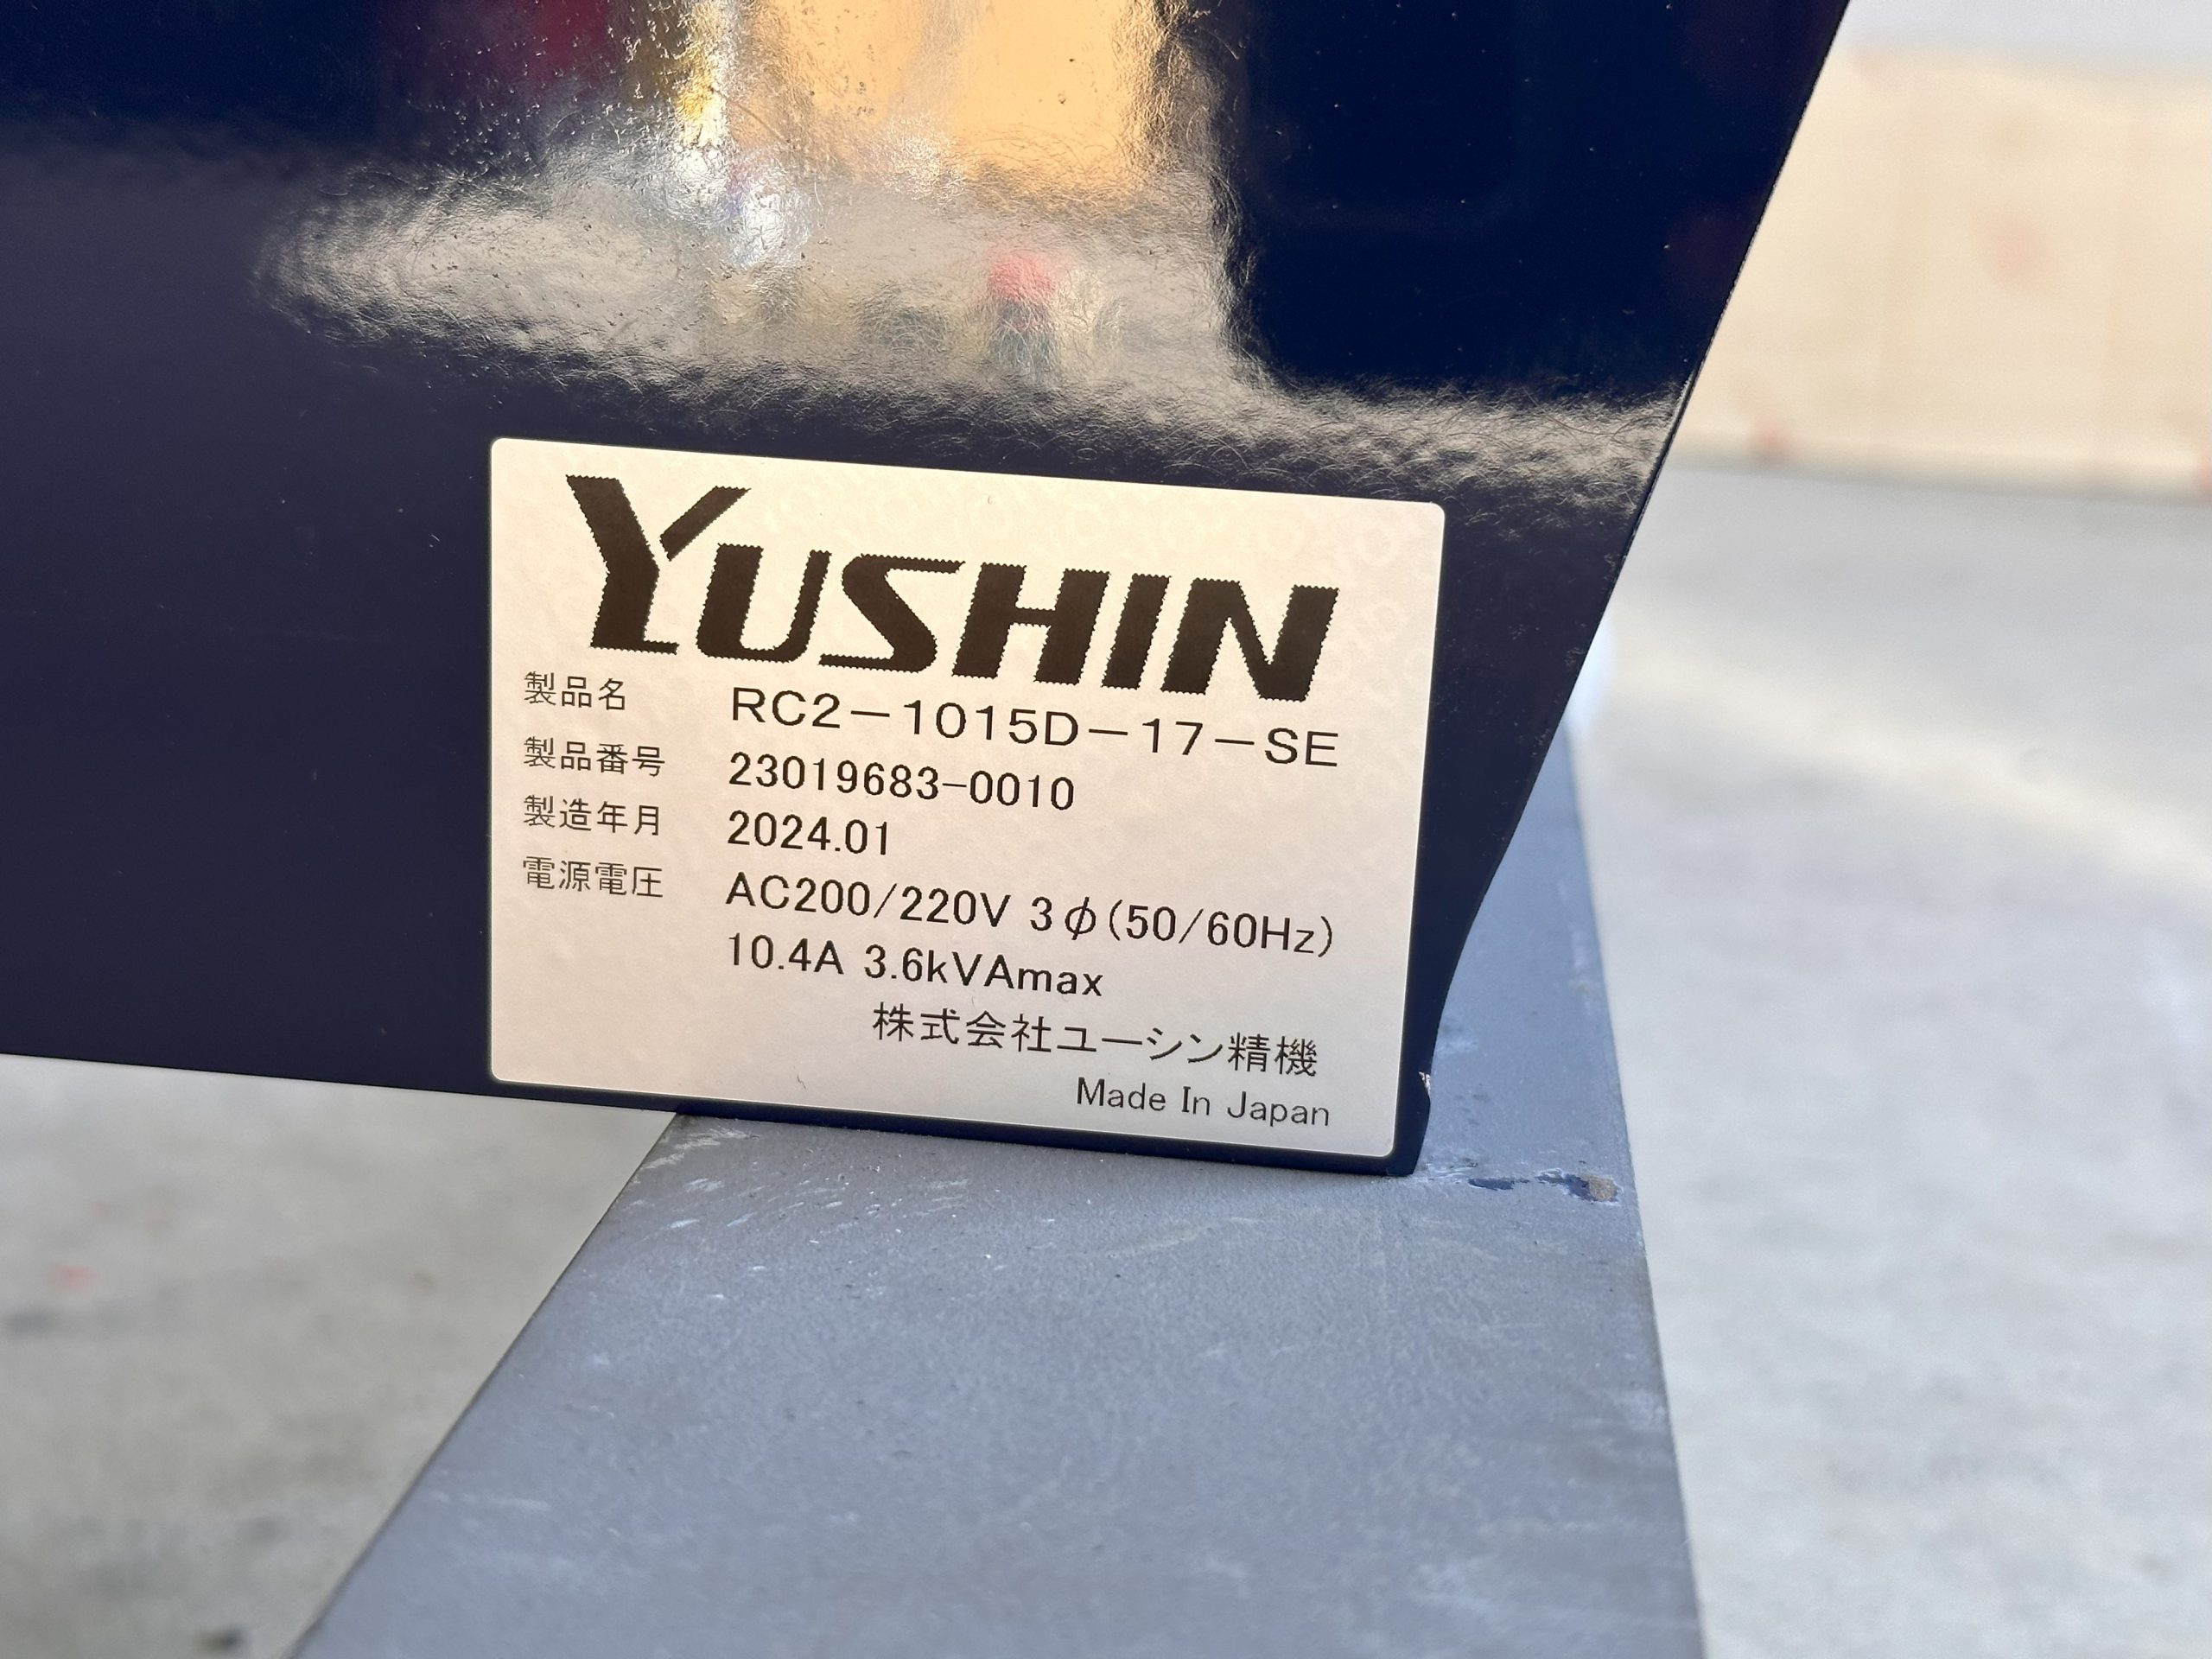 YUSHIN
製品名 RC2-1015D-17-SE
製品番号 23019683-0010
製造年月 2024.01
電源電圧 AC200/220V 3φ(50/60Hz)
10.4A 3.6kVAmax
株式会社ユーシン精機
Made In Japan